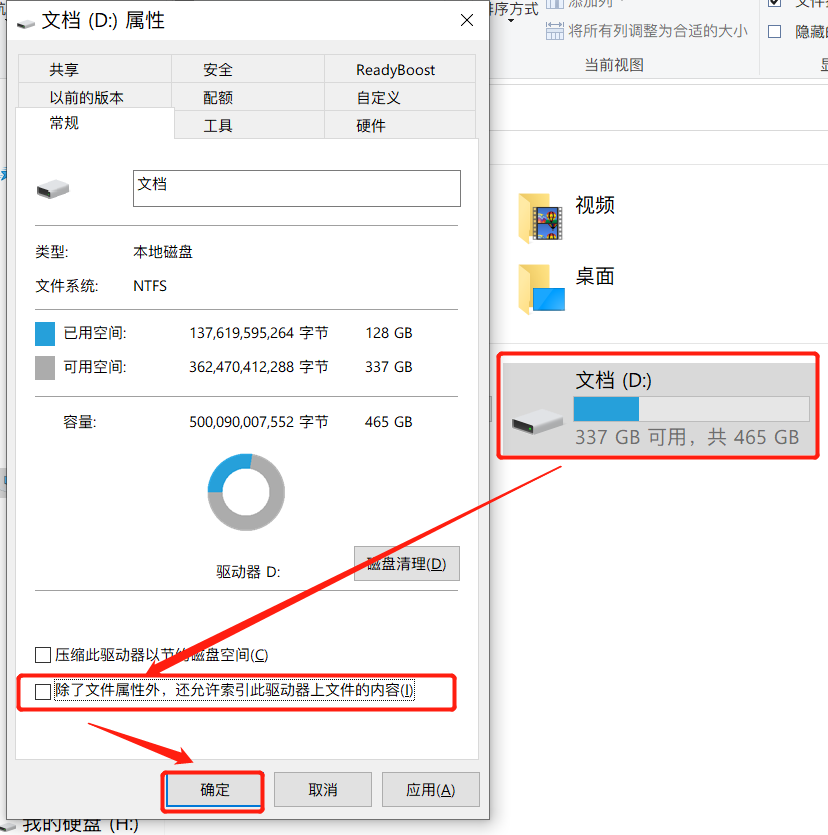 文档 (D:) 属性
共享 安全 ReadyBoost
以前的版本 配额 自定义
常规 工具 硬件
文档
类型: 本地磁盘
文件系统: NTFS
已用空间: 137,619,595,264 字节 128 GB
可用空间: 362,470,412,288 字节 337 GB
容量: 500,090,007,552 字节 465 GB
驱动器 D:
磁盘清理(D)
压缩此驱动器以节约磁盘空间(C)
除了文件属性外，还允许索引此驱动器上文件的内容(I)
确定 取消 应用(A)
我的硬盘 (H:)
排序方式
添加列
将所有列调整为合适的大小
当前视图
隐藏的
视频
桌面
文档 (D:)
337 GB 可用，共 465 GB